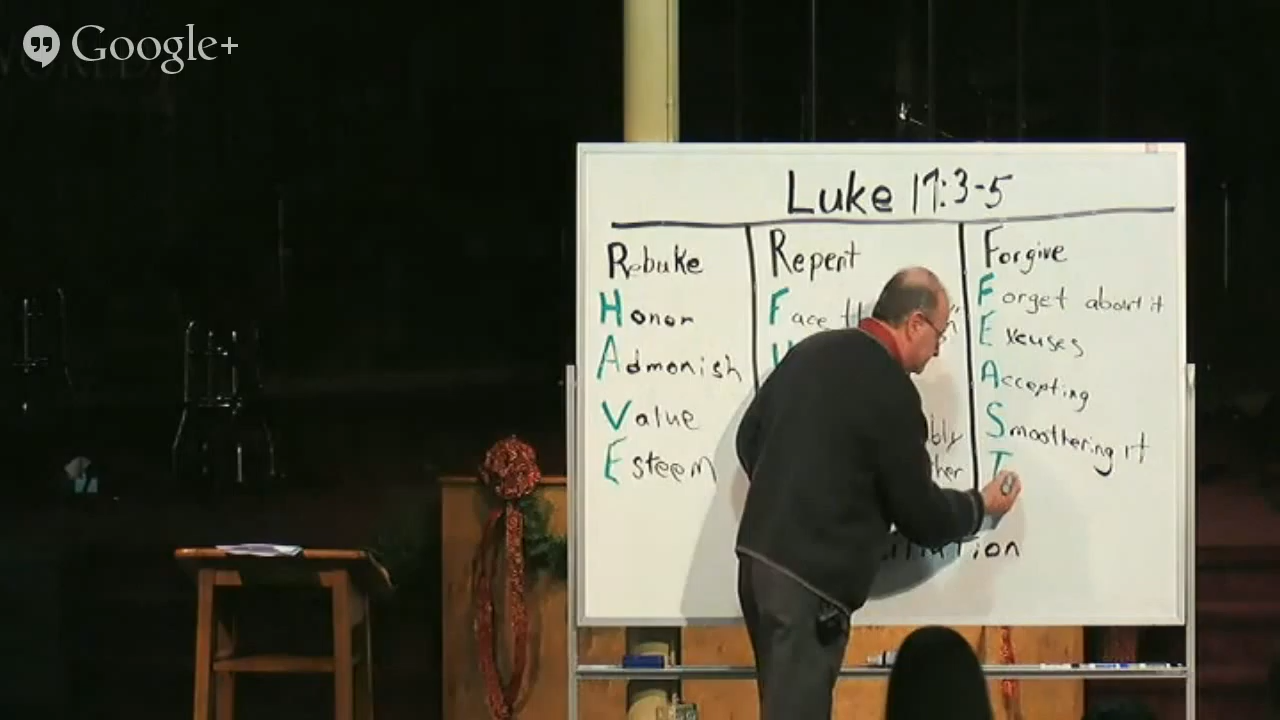 Google+
Luke 17:3-5
Rebuke
Honor
Admonish
Value
Esteem
Repent
Face
Forgive
Forget about it
Excuses
Accepting
Smoothering it
T